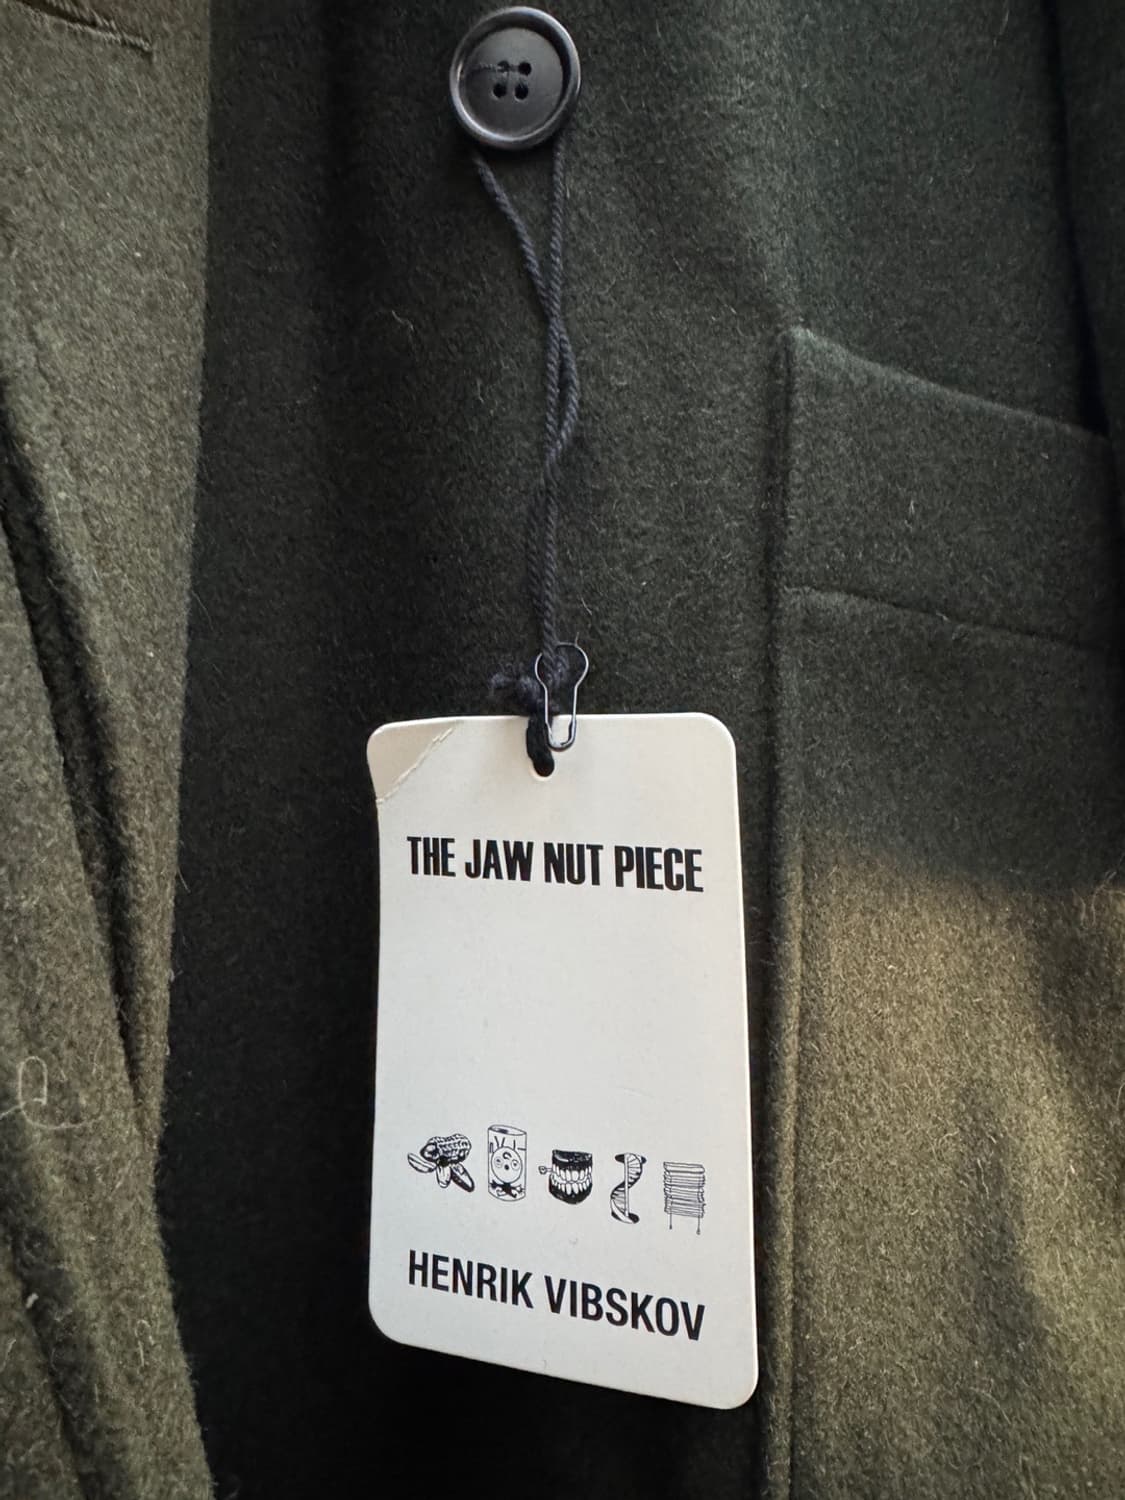 THE JAW NUT PIECE
HENRIK VIBSKOV